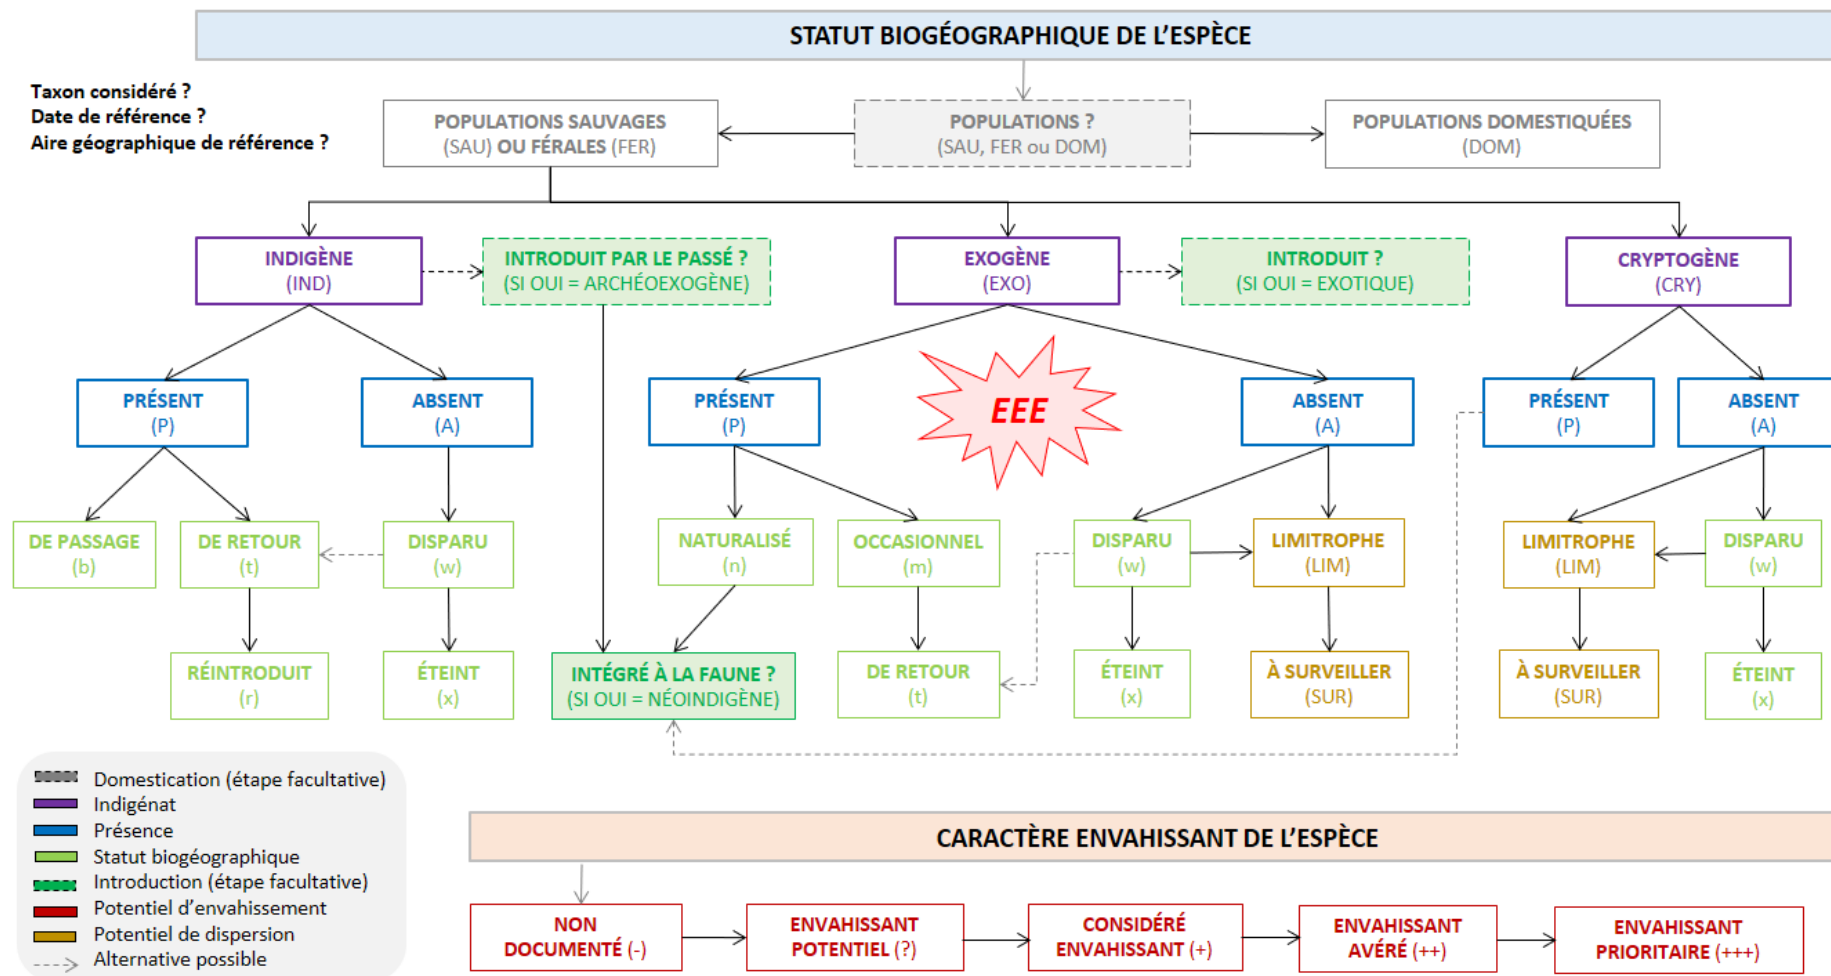 STATUT BIOGÉOGRAPHIQUE DE L'ESPÈCE
Taxon considéré ?
Date de référence ?
Aire géographique de référence ?
POPULATIONS SAUVAGES
(SAU) OU FÉRALES (FER)
POPULATIONS ?
(SAU, FER ou DOM)
POPULATIONS DOMESTIQUÉES
(DOM)
INDIGÈNE
(IND)
INTRODUIT PAR LE PASSÉ ?
(SI OUI = ARCHÉOEXOGÈNE)
EXOGÈNE
(EXO)
INTRODUIT ?
(SI OUI = EXOTIQUE)
CRYPTOGÈNE
(CRY)
PRÉSENT
(P)
ABSENT
(A)
PRÉSENT
(P)
EEE
ABSENT
(A)
PRÉSENT
(P)
ABSENT
(A)
DE PASSAGE
(b)
DE RETOUR
(t)
DISPARU
(w)
NATURALISÉ
(n)
OCCASIONNEL
(m)
DISPARU
(w)
LIMITROPHE
(LIM)
LIMITROPHE
(LIM)
DISPARU
(w)
RÉINTRODUIT
(r)
ÉTEINT
(x)
INTÉGRÉ À LA FAUNE ?
(SI OUI = NÉOINDIGÈNE)
DE RETOUR
(t)
ÉTEINT
(x)
À SURVEILLER
(SUR)
À SURVEILLER
(SUR)
ÉTEINT
(x)
Domestication (étape facultative)
Indigénat
Présence
Statut biogéographique
Introduction (étape facultative)
Potentiel d'envahissement
Potentiel de dispersion
Alternative possible
CARACTÈRE ENVAHISSANT DE L'ESPÈCE
NON
DOCUMENTÉ (-)
ENVAHISSANT
POTENTIEL (?)
CONSIDÉRÉ
ENVAHISSANT (+)
ENVAHISSANT
AVÉRÉ (++)
ENVAHISSANT
PRIORITAIRE (+++)